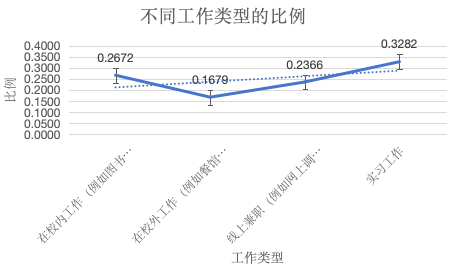 不同工作类型的比例
0.4000
0.3500
0.3000
0.2500
0.2000
0.1500
0.1000
0.0500
0.0000
比例
0.2672
0.1679
0.2366
0.3282
在校内工作（例如图书…
在校外工作（例如餐馆…
线上兼职（例如网上调…
实习工作
工作类型